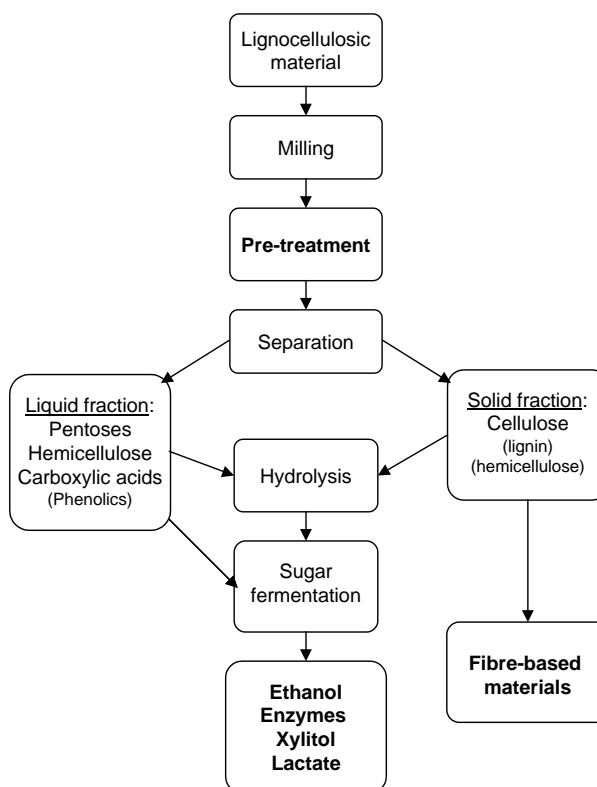 Lignocellulosic
material
Milling
Pre-treatment
Separation
Liquid fraction:
Pentoses
Hemicellulose
Carboxylic acids
(Phenolics)
Solid fraction:
Cellulose
(lignin)
(hemicellulose)
Hydrolysis
Sugar
fermentation
Fibre-based
materials
Ethanol
Enzymes
Xylitol
Lactate